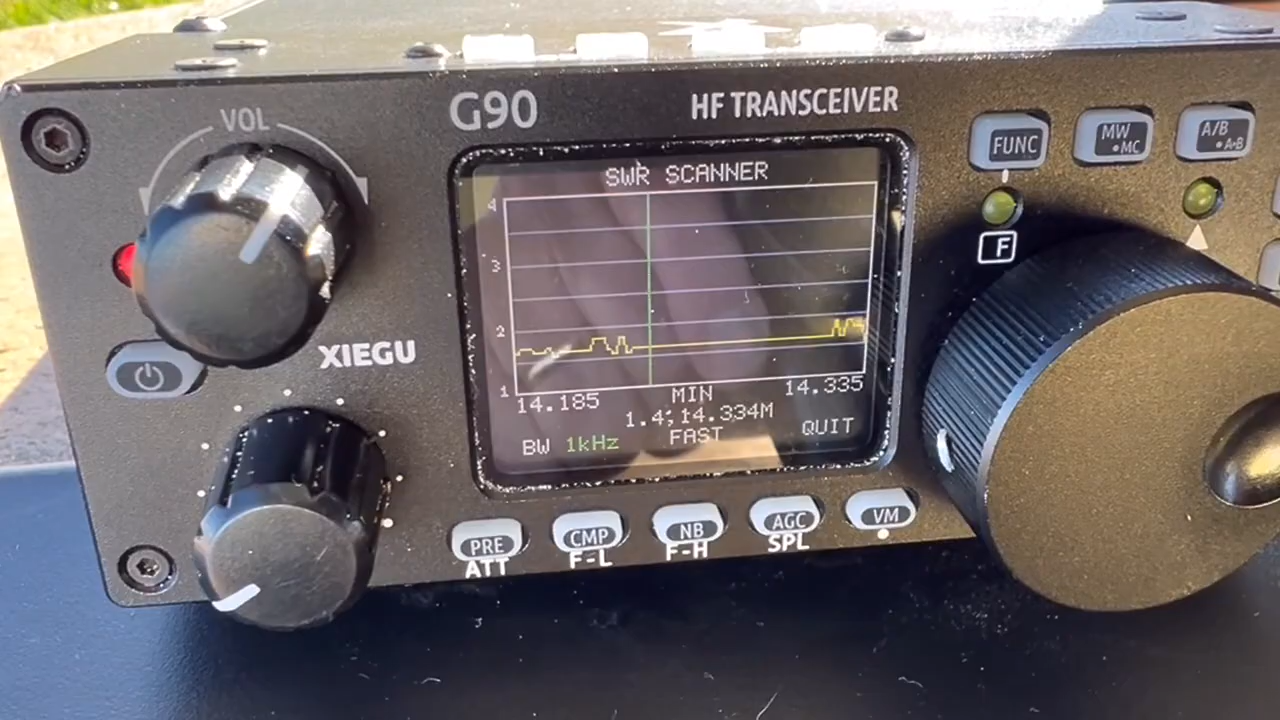 G90
HF TRANSCEIVER
VOL
FUNC
MW
•MC
A/B
•A=B
F
SWR SCANNER
4
3
2
1
14.185
MIN
14.335
1.4;14.334M
BW 1kHz
FAST
QUIT
XIEGU
PRE
CMP
NB
AGC
VM
ATT
F-L
F-H
SPL